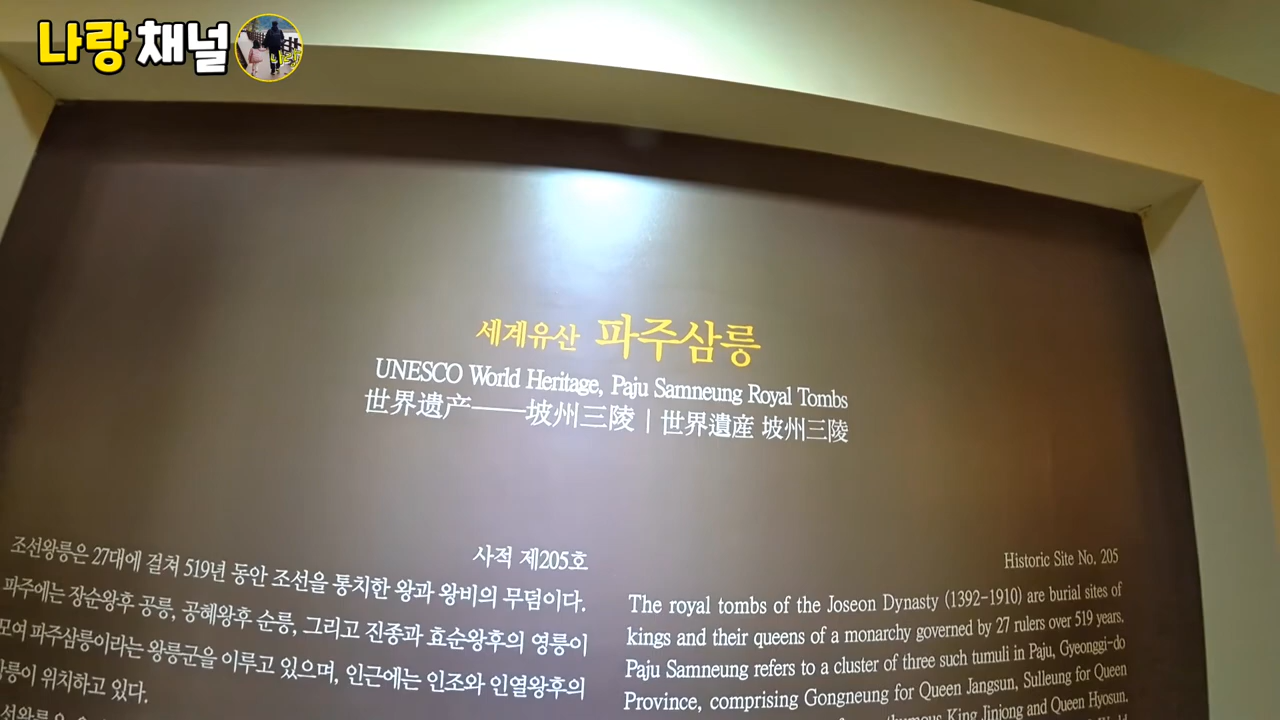 나랑 채널
세계유산 파주삼릉
UNESCO World Heritage, Paju Samneung Royal Tombs
世界遗产——坡州三陵 | 世界遺産 坡州三陵
사적 제205호
조선왕릉은 27대에 걸쳐 519년 동안 조선을 통치한 왕과 왕비의 무덤이다.
파주에는 장순왕후 공릉, 공혜왕후 순릉, 그리고 진종과 효순왕후의 영릉이
모여 파주삼릉이라는 왕릉군을 이루고 있으며, 인근에는 인조와 인열왕후의
위치하고 있다.
Historic Site No. 205
The royal tombs of the Joseon Dynasty (1392-1910) are burial sites of
kings and their queens of a monarchy governed by 27 rulers over 519 years.
Paju Samneung refers to a cluster of three such tumuli in Paju, Gyeonggi-do
Province, comprising Gongneung for Queen Jangsun, Sulleung for Queen
King Jinjong and Queen Hyosun.